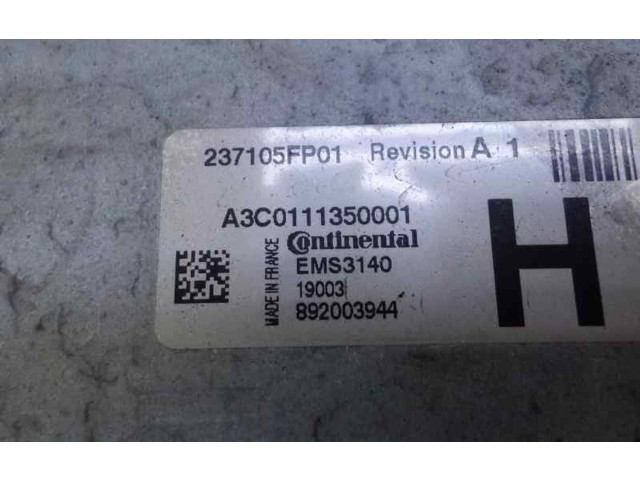 237105FP01 Revision A 1
A3C0111350001
Continental
EMS3140
19003
892003944
MADE IN FRANCE
H